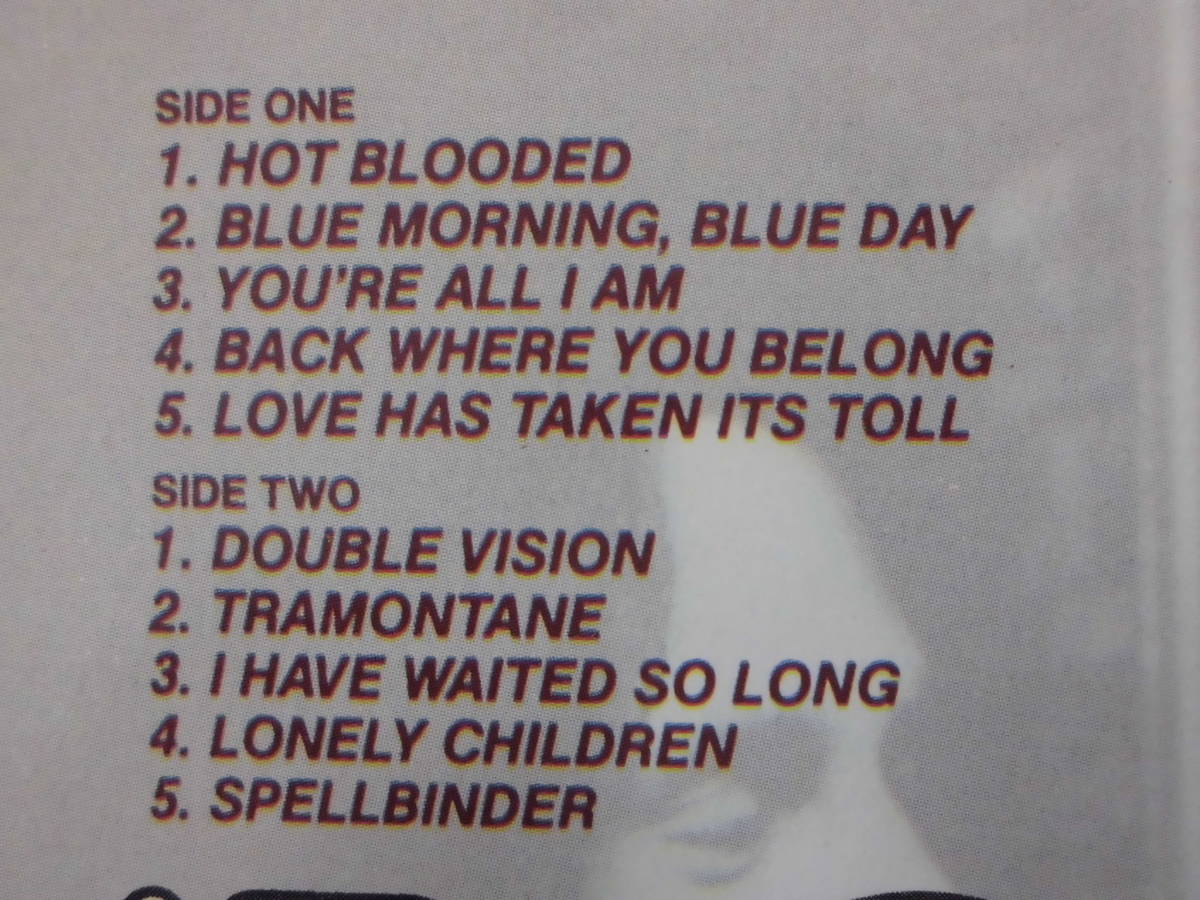 SIDE ONE
1. HOT BLOODED
2. BLUE MORNING, BLUE DAY
3. YOU'RE ALL I AM
4. BACK WHERE YOU BELONG
5. LOVE HAS TAKEN ITS TOLL
SIDE TWO
1. DOUBLE VISION
2. TRAMONTANE
3. I HAVE WAITED SO LONG
4. LONELY CHILDREN
5. SPELLBINDER